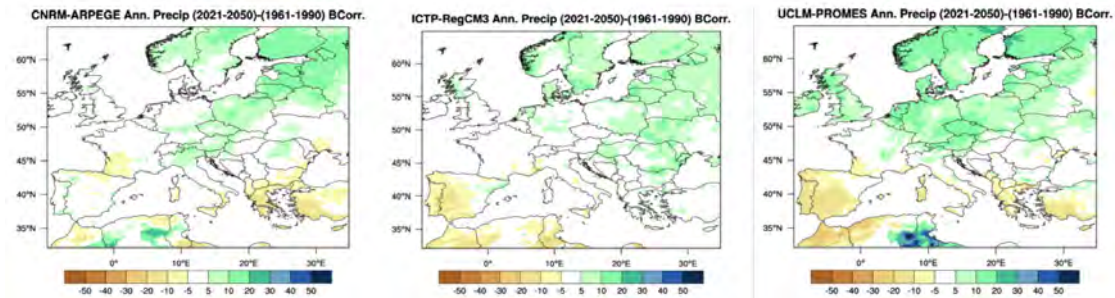 CNRM-ARPEGE Ann. Precip (2021-2050)-(1961-1990) BCorr.
60°N
55°N
50°N
45°N
40°N
35°N
0°
10°E
20°E
30°E
-50 -40 -30 -20 -10 -5 5 10 20 30 40 50
ICTP-RegCM3 Ann. Precip (2021-2050)-(1961-1990) BCorr.
60°N
55°N
50°N
45°N
40°N
35°N
0°
10°E
20°E
30°E
-50 -40 -30 -20 -10 -5 5 10 20 30 40 50
UCLM-PROMES Ann. Precip (2021-2050)-(1961-1990) BCorr.
60°N
55°N
50°N
45°N
40°N
35°N
0°
10°E
20°E
30°E
-50 -40 -30 -20 -10 -5 5 10 20 30 40 50